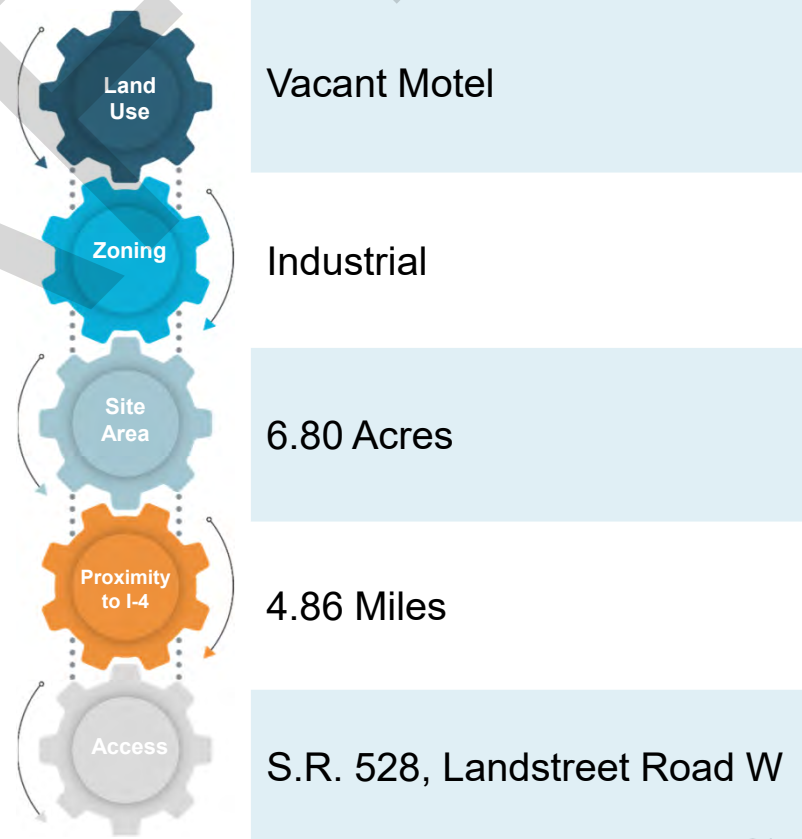 Land
Use
Vacant Motel
Zoning
Industrial
Site
Area
6.80 Acres
Proximity
to I-4
4.86 Miles
Access
S.R. 528, Landstreet Road W